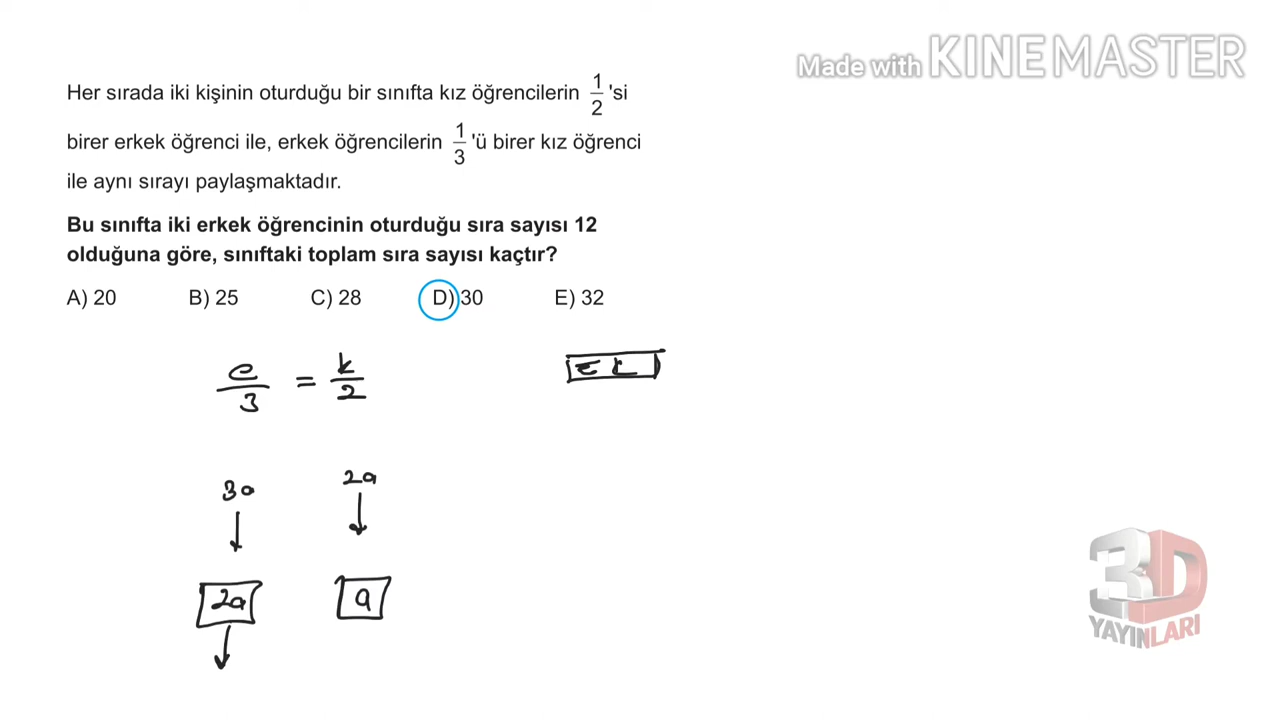 Made with KINEMASTER
Her sırada iki kişinin oturduğu bir sınıfta kız öğrencilerin 1/2 'si
birer erkek öğrenci ile, erkek öğrencilerin 1/3 'ü birer kız öğrenci
ile aynı sırayı paylaşmaktadır.
Bu sınıfta iki erkek öğrencinin oturduğu sıra sayısı 12
olduğuna göre, sınıftaki toplam sıra sayısı kaçtır?
A) 20 B) 25 C) 28 D) 30 E) 32
e/3 = k/2
E k
3a 2a
2a a
3D
YAYINLARI